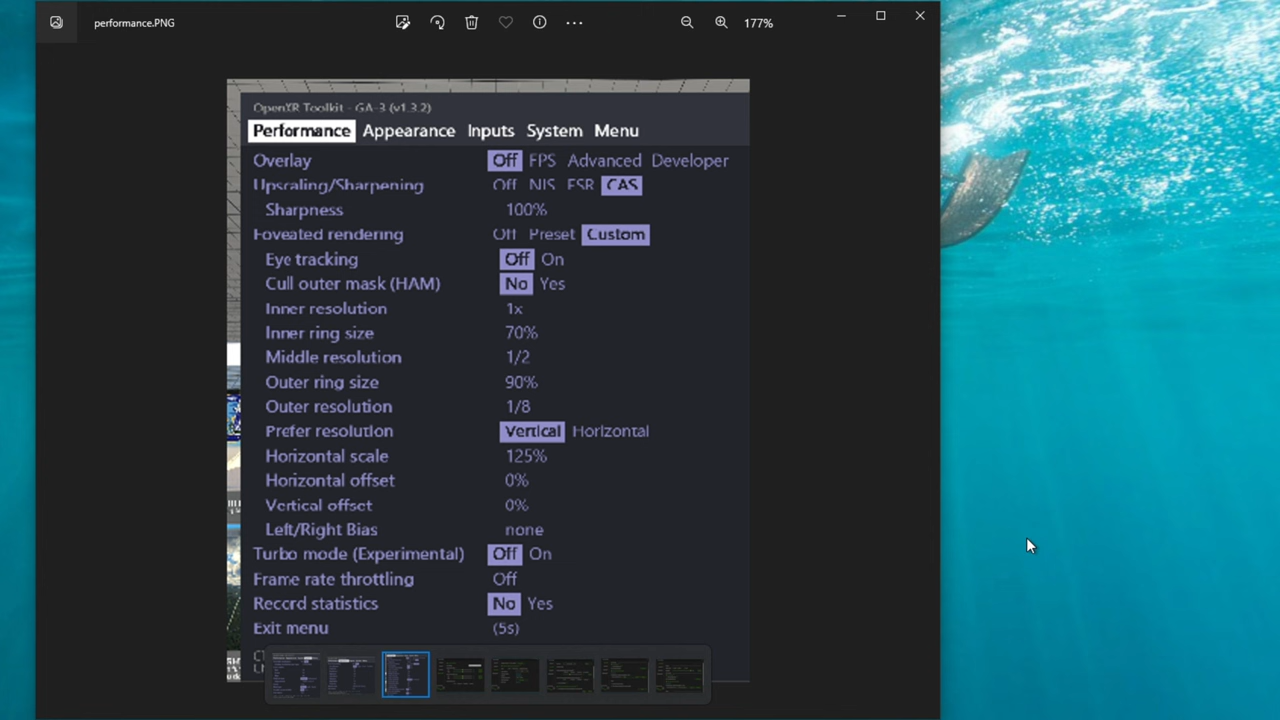 performance.PNG
177%
OpenXR Toolkit - GA-3 (v1.3.2)
Performance Appearance Inputs System Menu
Overlay Off FPS Advanced Developer
Upscaling/Sharpening Off NIS FSR CAS
Sharpness 100%
Foveated rendering Off Preset Custom
Eye tracking Off On
Cull outer mask (HAM) No Yes
Inner resolution 1x
Inner ring size 70%
Middle resolution 1/2
Outer ring size 90%
Outer resolution 1/8
Prefer resolution Vertical Horizontal
Horizontal scale 125%
Horizontal offset 0%
Vertical offset 0%
Left/Right Bias none
Turbo mode (Experimental) Off On
Frame rate throttling Off
Record statistics No Yes
Exit menu (5s)